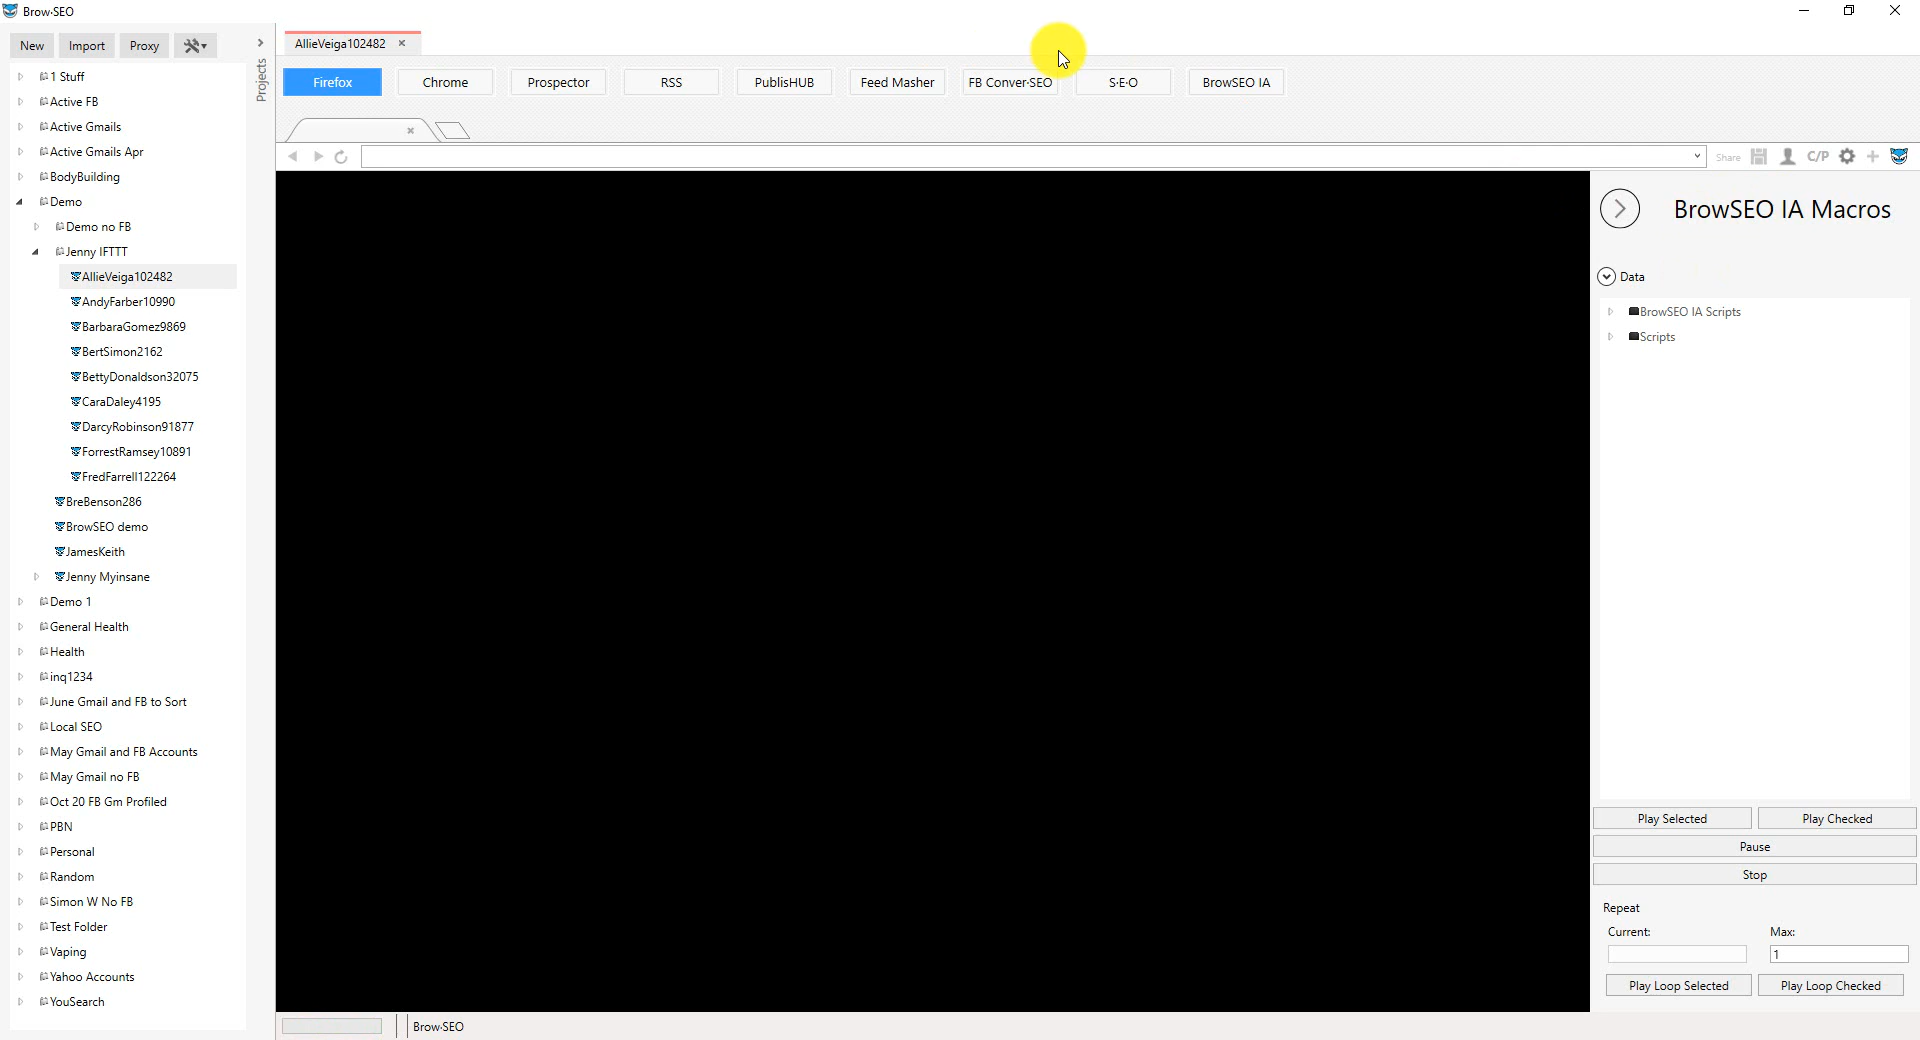 Brow·SEO
New
Import
Proxy
Projects
1 Stuff
Active FB
Active Gmails
Active Gmails Apr
BodyBuilding
Demo
Demo no FB
Jenny IFTTT
AllieVeiga102482
AndyFarber10990
BarbaraGomez9869
BertSimon2162
BettyDonaldson32075
CaraDaley4195
DarcyRobinson91877
ForrestRamsey10891
FredFarrell122264
BreBenson286
BrowSEO demo
JamesKeith
Jenny Myinsane
Demo 1
General Health
Health
inq1234
June Gmail and FB to Sort
Local SEO
May Gmail and FB Accounts
May Gmail no FB
Oct 20 FB Gm Profiled
PBN
Personal
Random
Simon W No FB
Test Folder
Vaping
Yahoo Accounts
YouSearch
AllieVeiga102482
Firefox
Chrome
Prospector
RSS
PublisHUB
Feed Masher
FB Conver·SEO
S·E·O
BrowSEO IA
Share
C/P
BrowSEO IA Macros
Data
BrowSEO IA Scripts
Scripts
Play Selected
Play Checked
Pause
Stop
Repeat
Current:
Max:
1
Play Loop Selected
Play Loop Checked
Brow·SEO